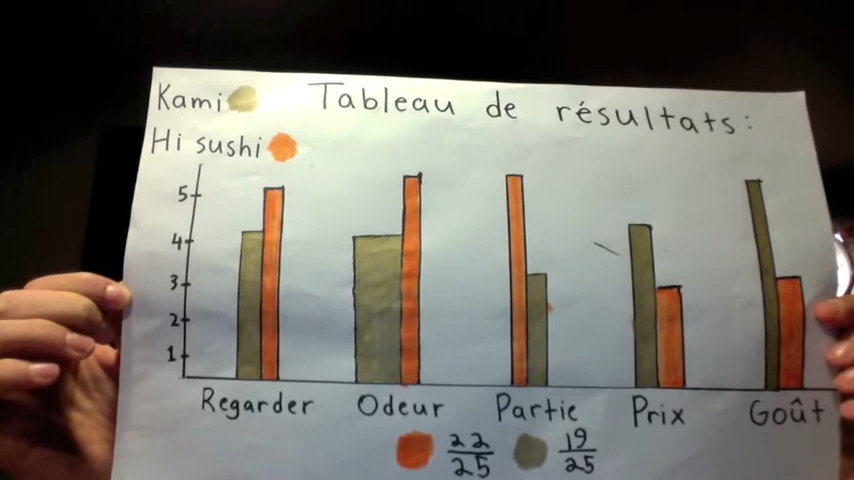 Kami
Tableau de résultats:
Hi sushi
5
4
3
2
1
Regarder Odeur Partie Prix Goût
22/25 19/25